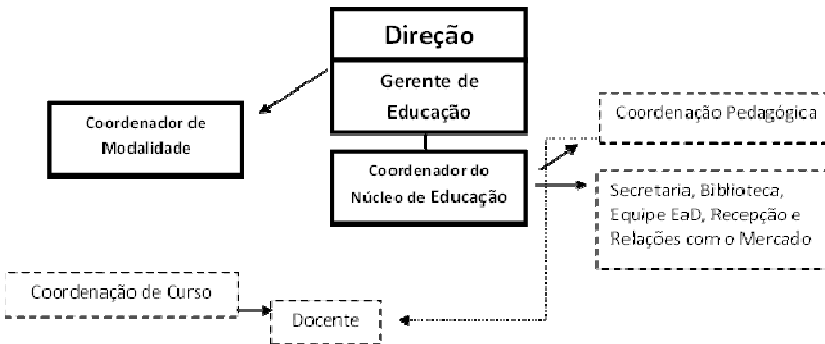 Direção
Gerente de
Educação
Coordenador de
Modalidade
Coordenador do
Núcleo de Educação
Coordenação Pedagógica
Secretaria, Biblioteca,
Equipe EaD, Recepção e
Relações com o Mercado
Coordenação de Curso
Docente